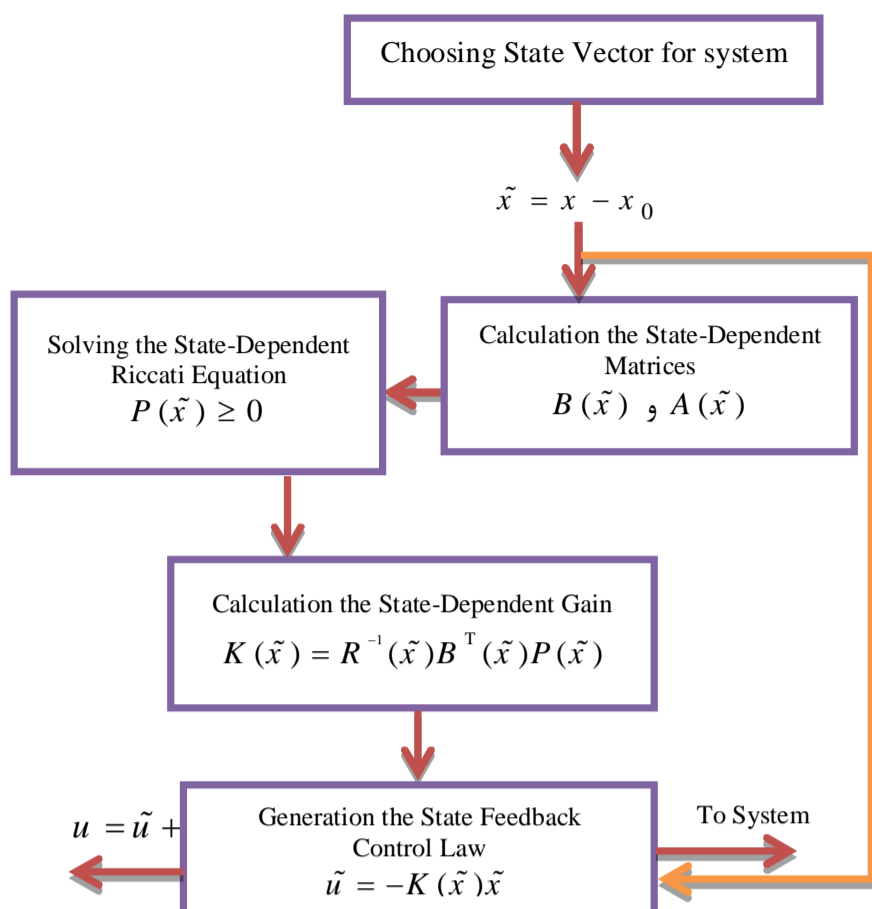 Choosing State Vector for system
x̃ = x − x₀
Calculation the State-Dependent
Matrices
B(x̃) و A(x̃)
Solving the State-Dependent
Riccati Equation
P(x̃) ≥ 0
Calculation the State-Dependent Gain
K(x̃) = R⁻¹(x̃)Bᵀ(x̃)P(x̃)
Generation the State Feedback
Control Law
ũ = −K(x̃)x̃
u = ũ +
To System